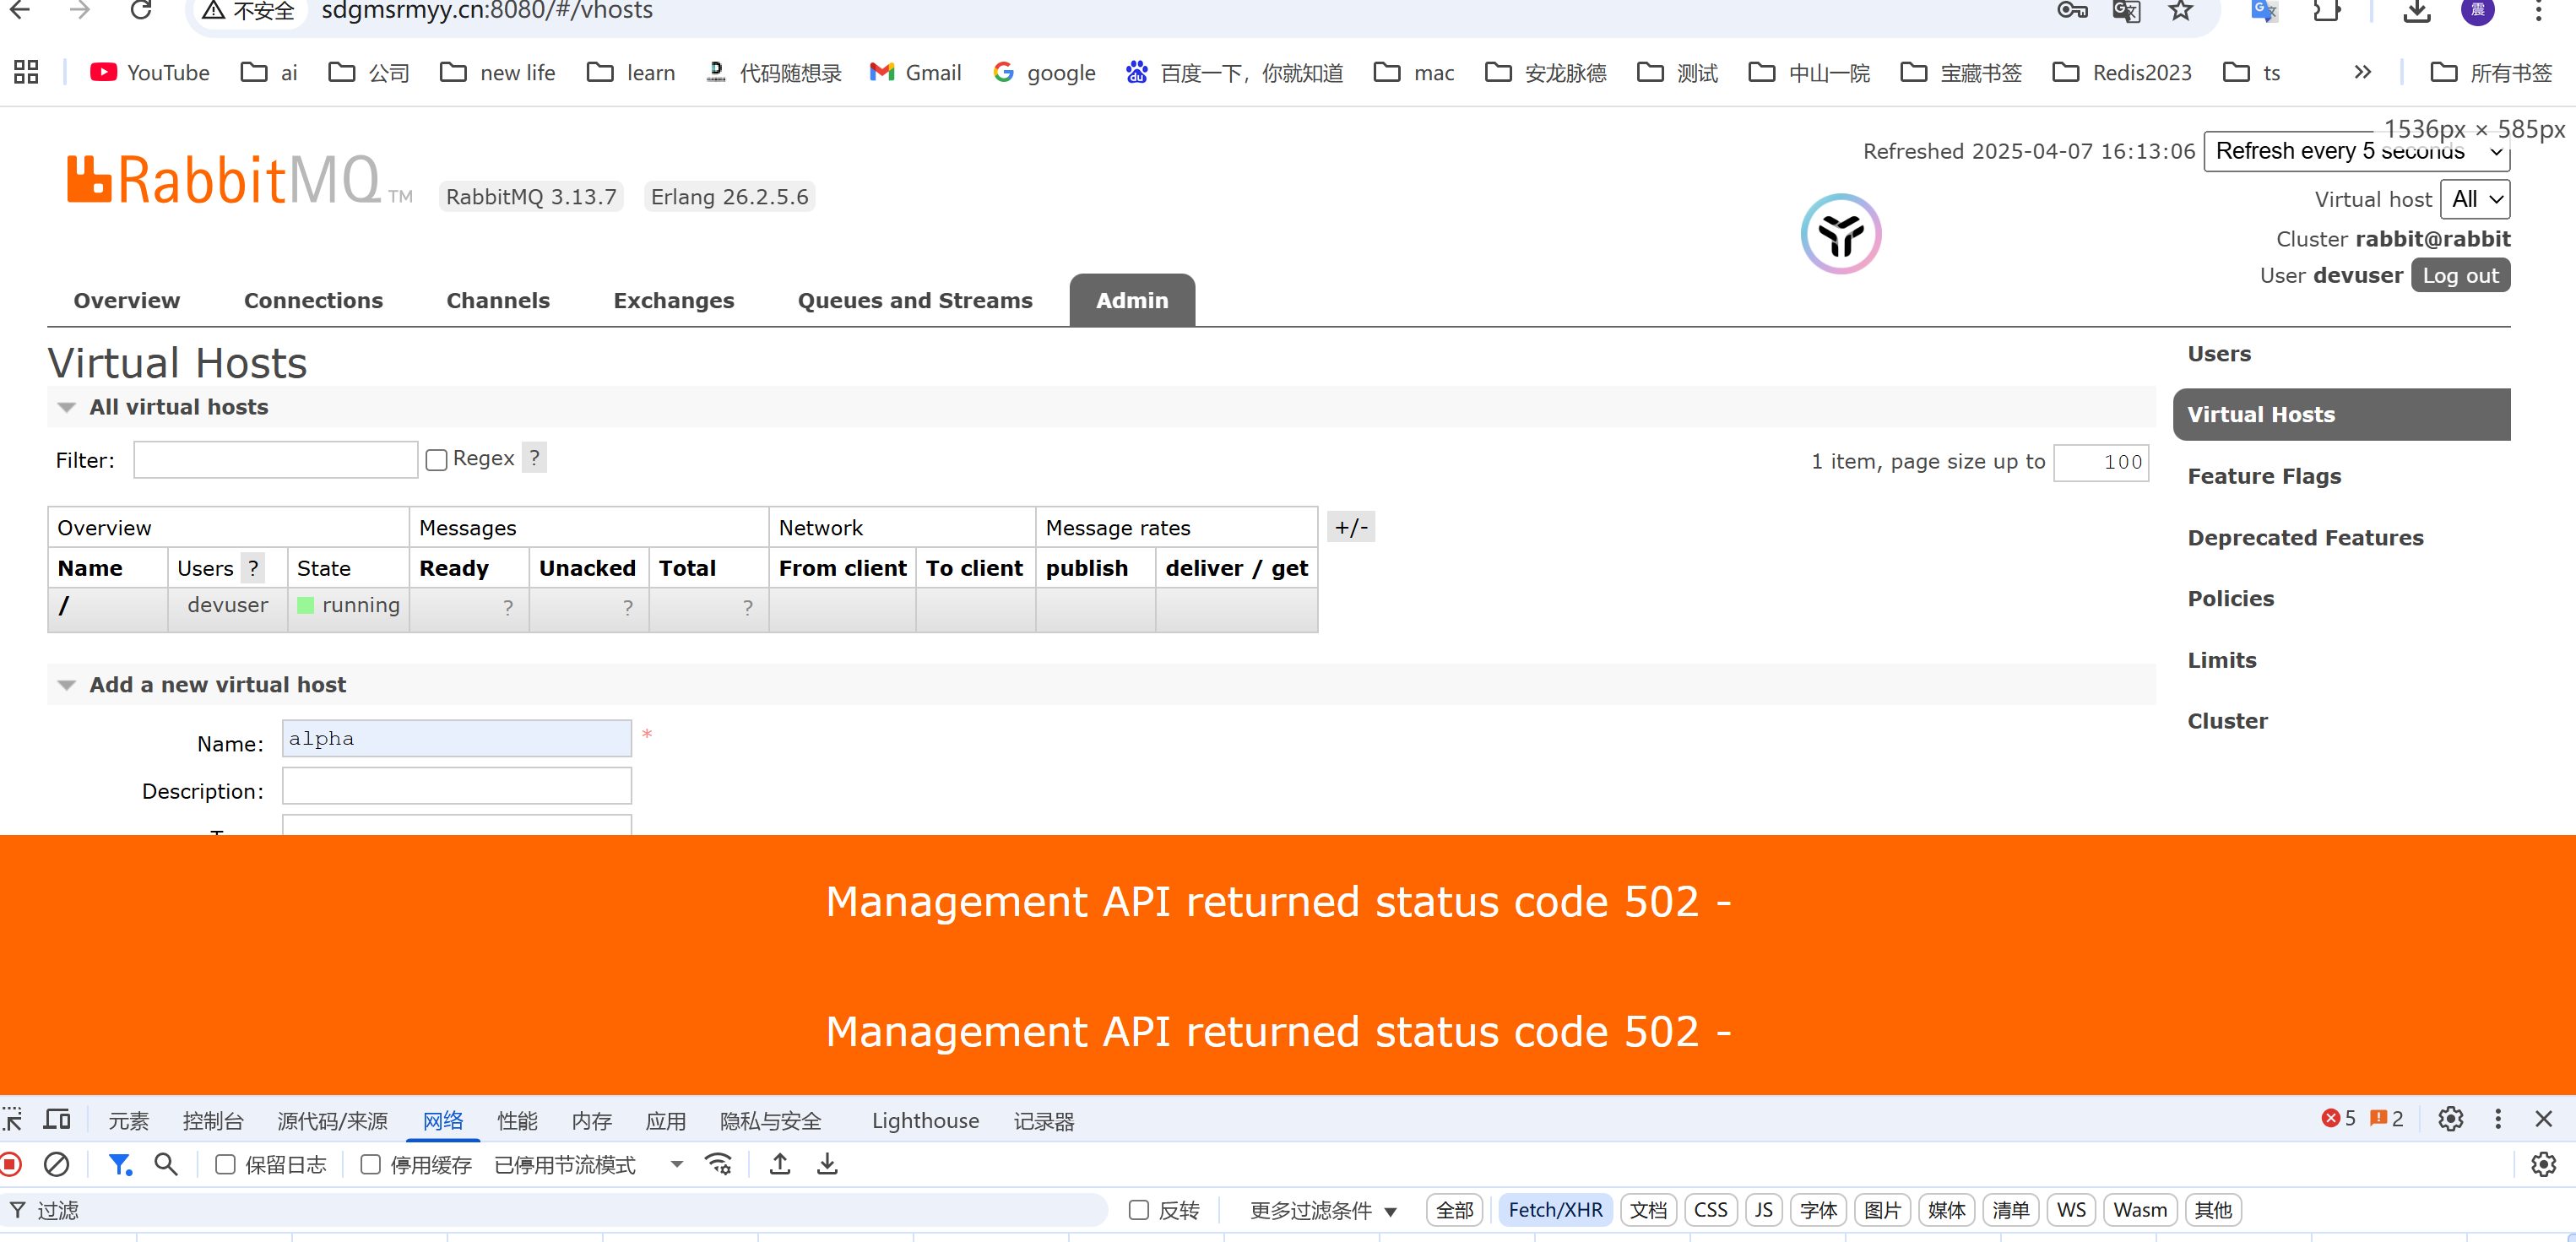 不安全 sdgmsrmyy.cn:8080/#/vhosts
震
YouTube ai 公司 new life learn 代码随想录 Gmail google 百度一下，你就知道 mac 安龙脉德 测试 中山一院 宝藏书签 Redis2023 ts 所有书签
1536px × 585px
RabbitMQ TM RabbitMQ 3.13.7 Erlang 26.2.5.6
Refreshed 2025-04-07 16:13:06 Refresh every 5 seconds
Virtual host All
Cluster rabbit@rabbit
User devuser Log out
Overview Connections Channels Exchanges Queues and Streams Admin
Virtual Hosts
All virtual hosts
Filter: Regex ? 1 item, page size up to 100
Overview Messages Network Message rates +/-
Name Users ? State Ready Unacked Total From client To client publish deliver / get
/ devuser running ? ? ?
Add a new virtual host
Name: alpha *
Description:
Users
Virtual Hosts
Feature Flags
Deprecated Features
Policies
Limits
Cluster
Management API returned status code 502 -
Management API returned status code 502 -
元素 控制台 源代码/来源 网络 性能 内存 应用 隐私与安全 Lighthouse 记录器 5 2
保留日志 停用缓存 已停用节流模式
过滤 反转 更多过滤条件 全部 Fetch/XHR 文档 CSS JS 字体 图片 媒体 清单 WS Wasm 其他